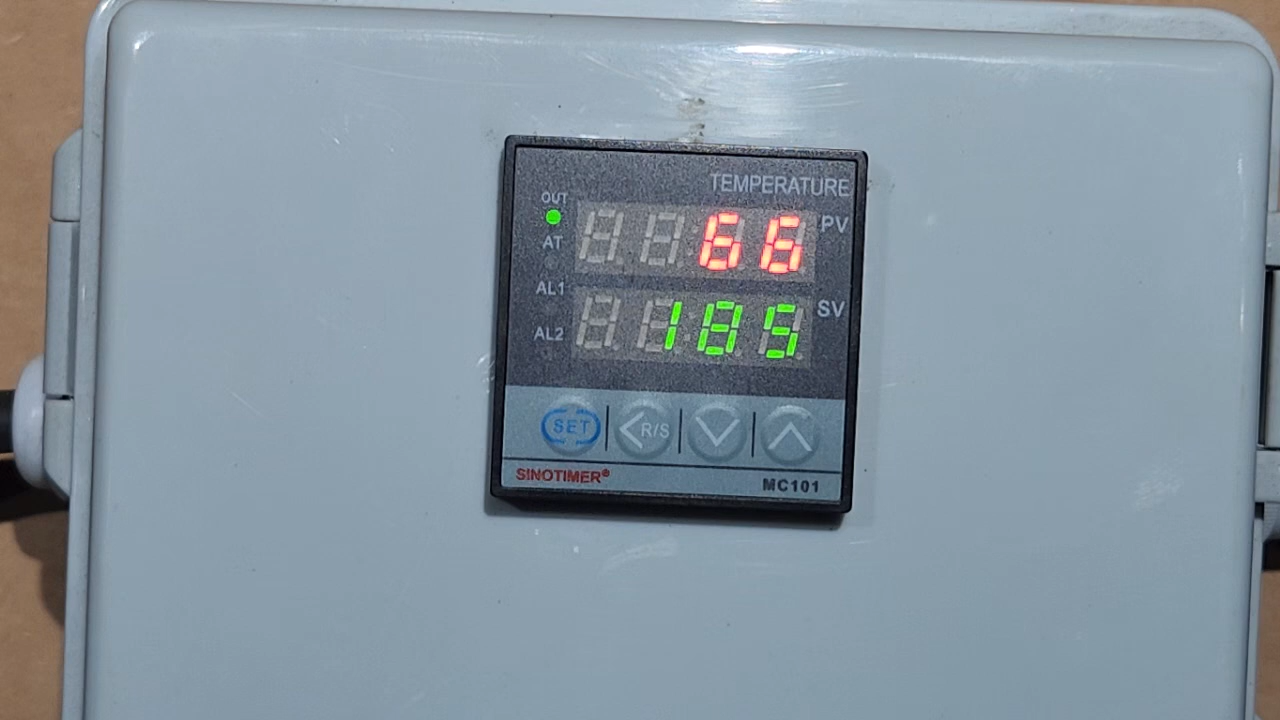 TEMPERATURE
OUT
66 PV
AT
AL1
185 SV
AL2
SET R/S
SINOTIMER®
MC101